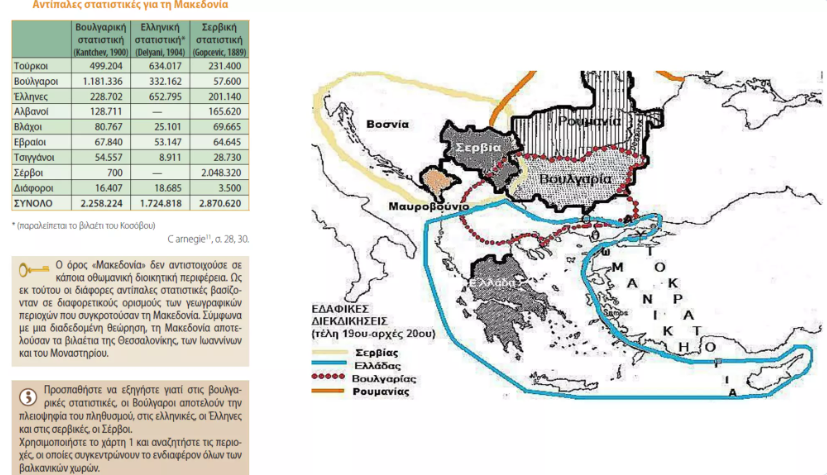 Αντίπαλες στατιστικές για τη Μακεδονία
Βουλγαρική στατιστική (Kantchev, 1900) Ελληνική στατιστική* (Delyani, 1904) Σερβική στατιστική (Gopcevic, 1889)
Τούρκοι 499.204 634.017 231.400
Βούλγαροι 1.181.336 332.162 57.600
Έλληνες 228.702 652.795 201.140
Αλβανοί 128.711 — 165.620
Βλάχοι 80.767 25.101 69.665
Εβραίοι 67.840 53.147 64.645
Τσιγγάνοι 54.557 8.911 28.730
Σέρβοι 700 — 2.048.320
Διάφοροι 16.407 18.685 3.500
ΣΥΝΟΛΟ 2.258.224 1.724.818 2.870.620
* (παραλείπεται το βιλαέτι του Κοσόβου)
Carnegie¹¹, σ. 28, 30.
Ο όρος «Μακεδονία» δεν αντιστοιχούσε σε
κάποια οθωμανική διοικητική περιφέρεια. Ως
εκ τούτου οι διάφορες αντίπαλες στατιστικές βασίζο-
νταν σε διαφορετικούς ορισμούς των γεωγραφικών
περιοχών που συγκροτούσαν τη Μακεδονία. Σύμφωνα
με μια διαδεδομένη θεώρηση, τη Μακεδονία αποτε-
λούσαν τα βιλαέτια της Θεσσαλονίκης, των Ιωαννίνων
και του Μοναστηρίου.
Προσπαθήστε να εξηγήστε γιατί στις βουλγα-
ρικές στατιστικές, οι Βούλγαροι αποτελούν την
πλειοψηφία του πληθυσμού, στις ελληνικές, οι Έλληνες
και στις σερβικές, οι Σέρβοι.
Χρησιμοποιήστε το χάρτη 1 και αναζητήστε τις περιο-
χές, οι οποίες συγκεντρώνουν το ενδιαφέρον όλων των
βαλκανικών χωρών.
Βοσνία
Σερβία
Ρουμανία
Βουλγαρία
Μαυροβούνιο
Ελλάδα
Ο Θ Ω Μ Α Ν Ι Κ Η
Α Υ Τ Ο Κ Ρ Α Τ Ο Ρ Ι Α
Samos
ΕΔΑΦΙΚΕΣ
ΔΙΕΚΔΙΚΗΣΕΙΣ
(τέλη 19ου-αρχές 20ου)
Σερβίας
Ελλάδας
Βουλγαρίας
Ρουμανίας